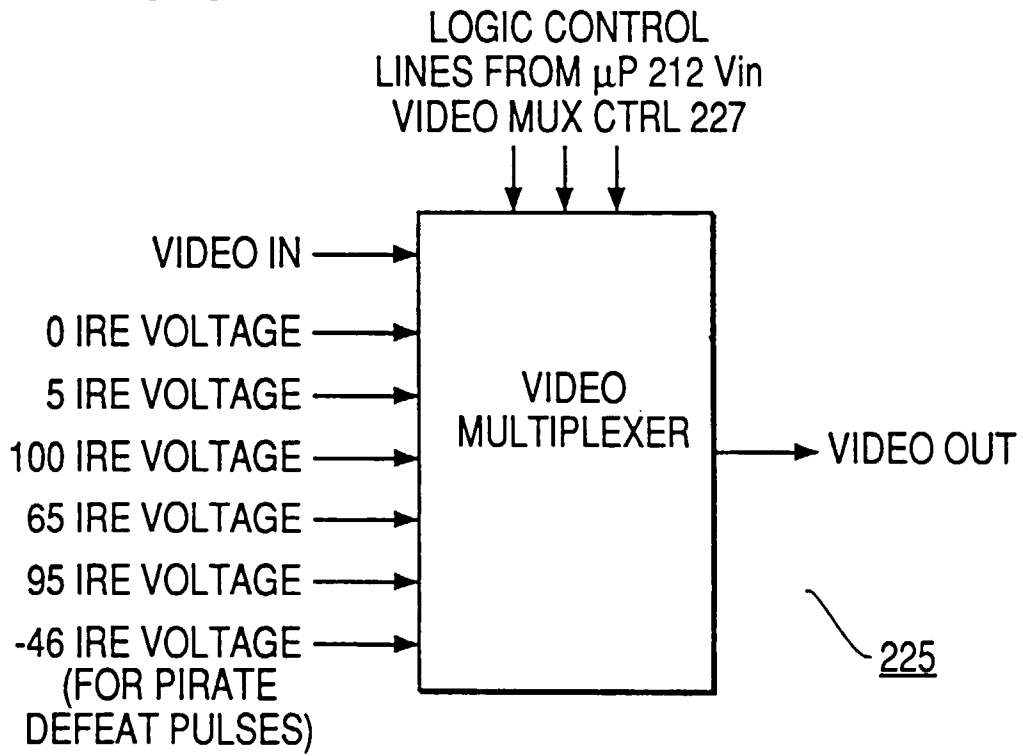 LOGIC CONTROL
LINES FROM μP 212 Vin
VIDEO MUX CTRL 227
VIDEO IN
0 IRE VOLTAGE
5 IRE VOLTAGE
100 IRE VOLTAGE
65 IRE VOLTAGE
95 IRE VOLTAGE
-46 IRE VOLTAGE
(FOR PIRATE
DEFEAT PULSES)
VIDEO
MULTIPLEXER
VIDEO OUT
225